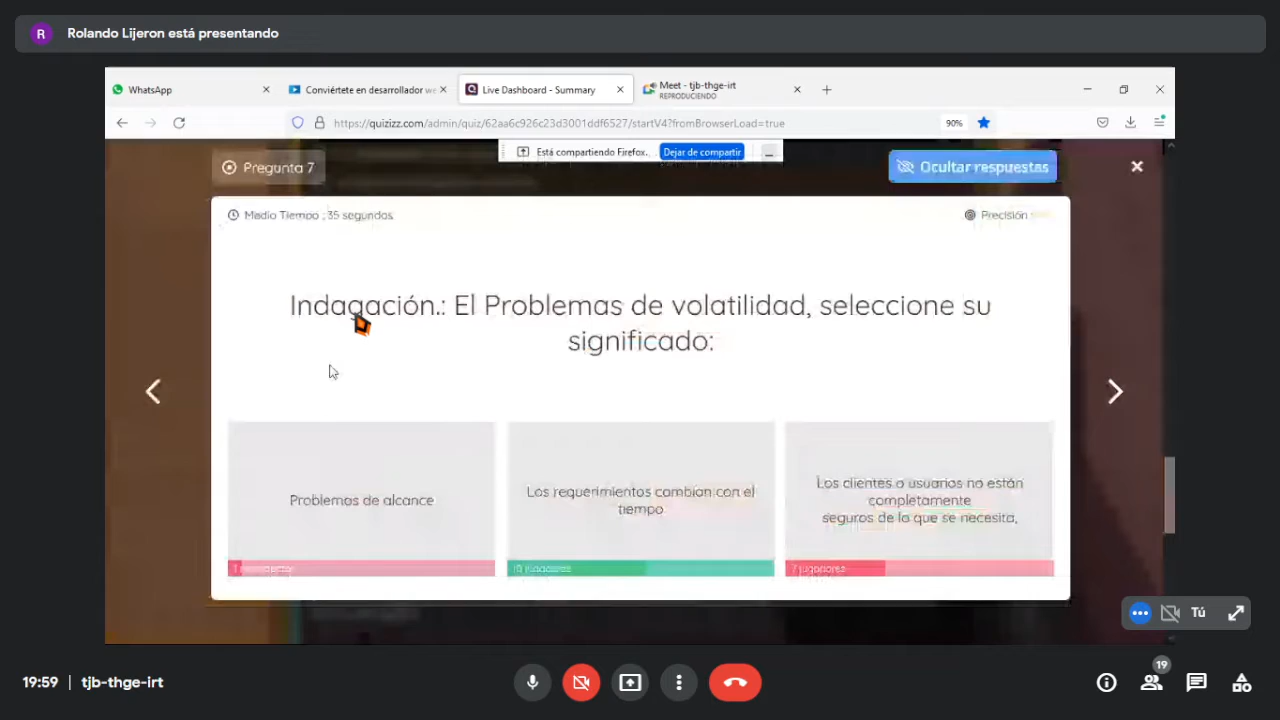 R Rolando Lijeron está presentando
WhatsApp
Conviértete en desarrollador we
Live Dashboard - Summary
Meet - tjb-thge-irt
REPRODUCIENDO
https://quizizz.com/admin/quiz/62aa6c926c23d3001ddf6527/startV4?fromBrowserLoad=true
90%
Está compartiendo Firefox.
Dejar de compartir
Pregunta 7
Ocultar respuestas
Medio Tiempo : 35 segundos
Precisión
Indagación.: El Problemas de volatilidad, seleccione su
significado:
Problemas de alcance
Los requerimientos cambian con el
tiempo
Los clientes o usuarios no están
completamente
seguros de lo que se necesita,
10 jugadores
7 jugadores
Tú
19:59 | tjb-thge-irt
19